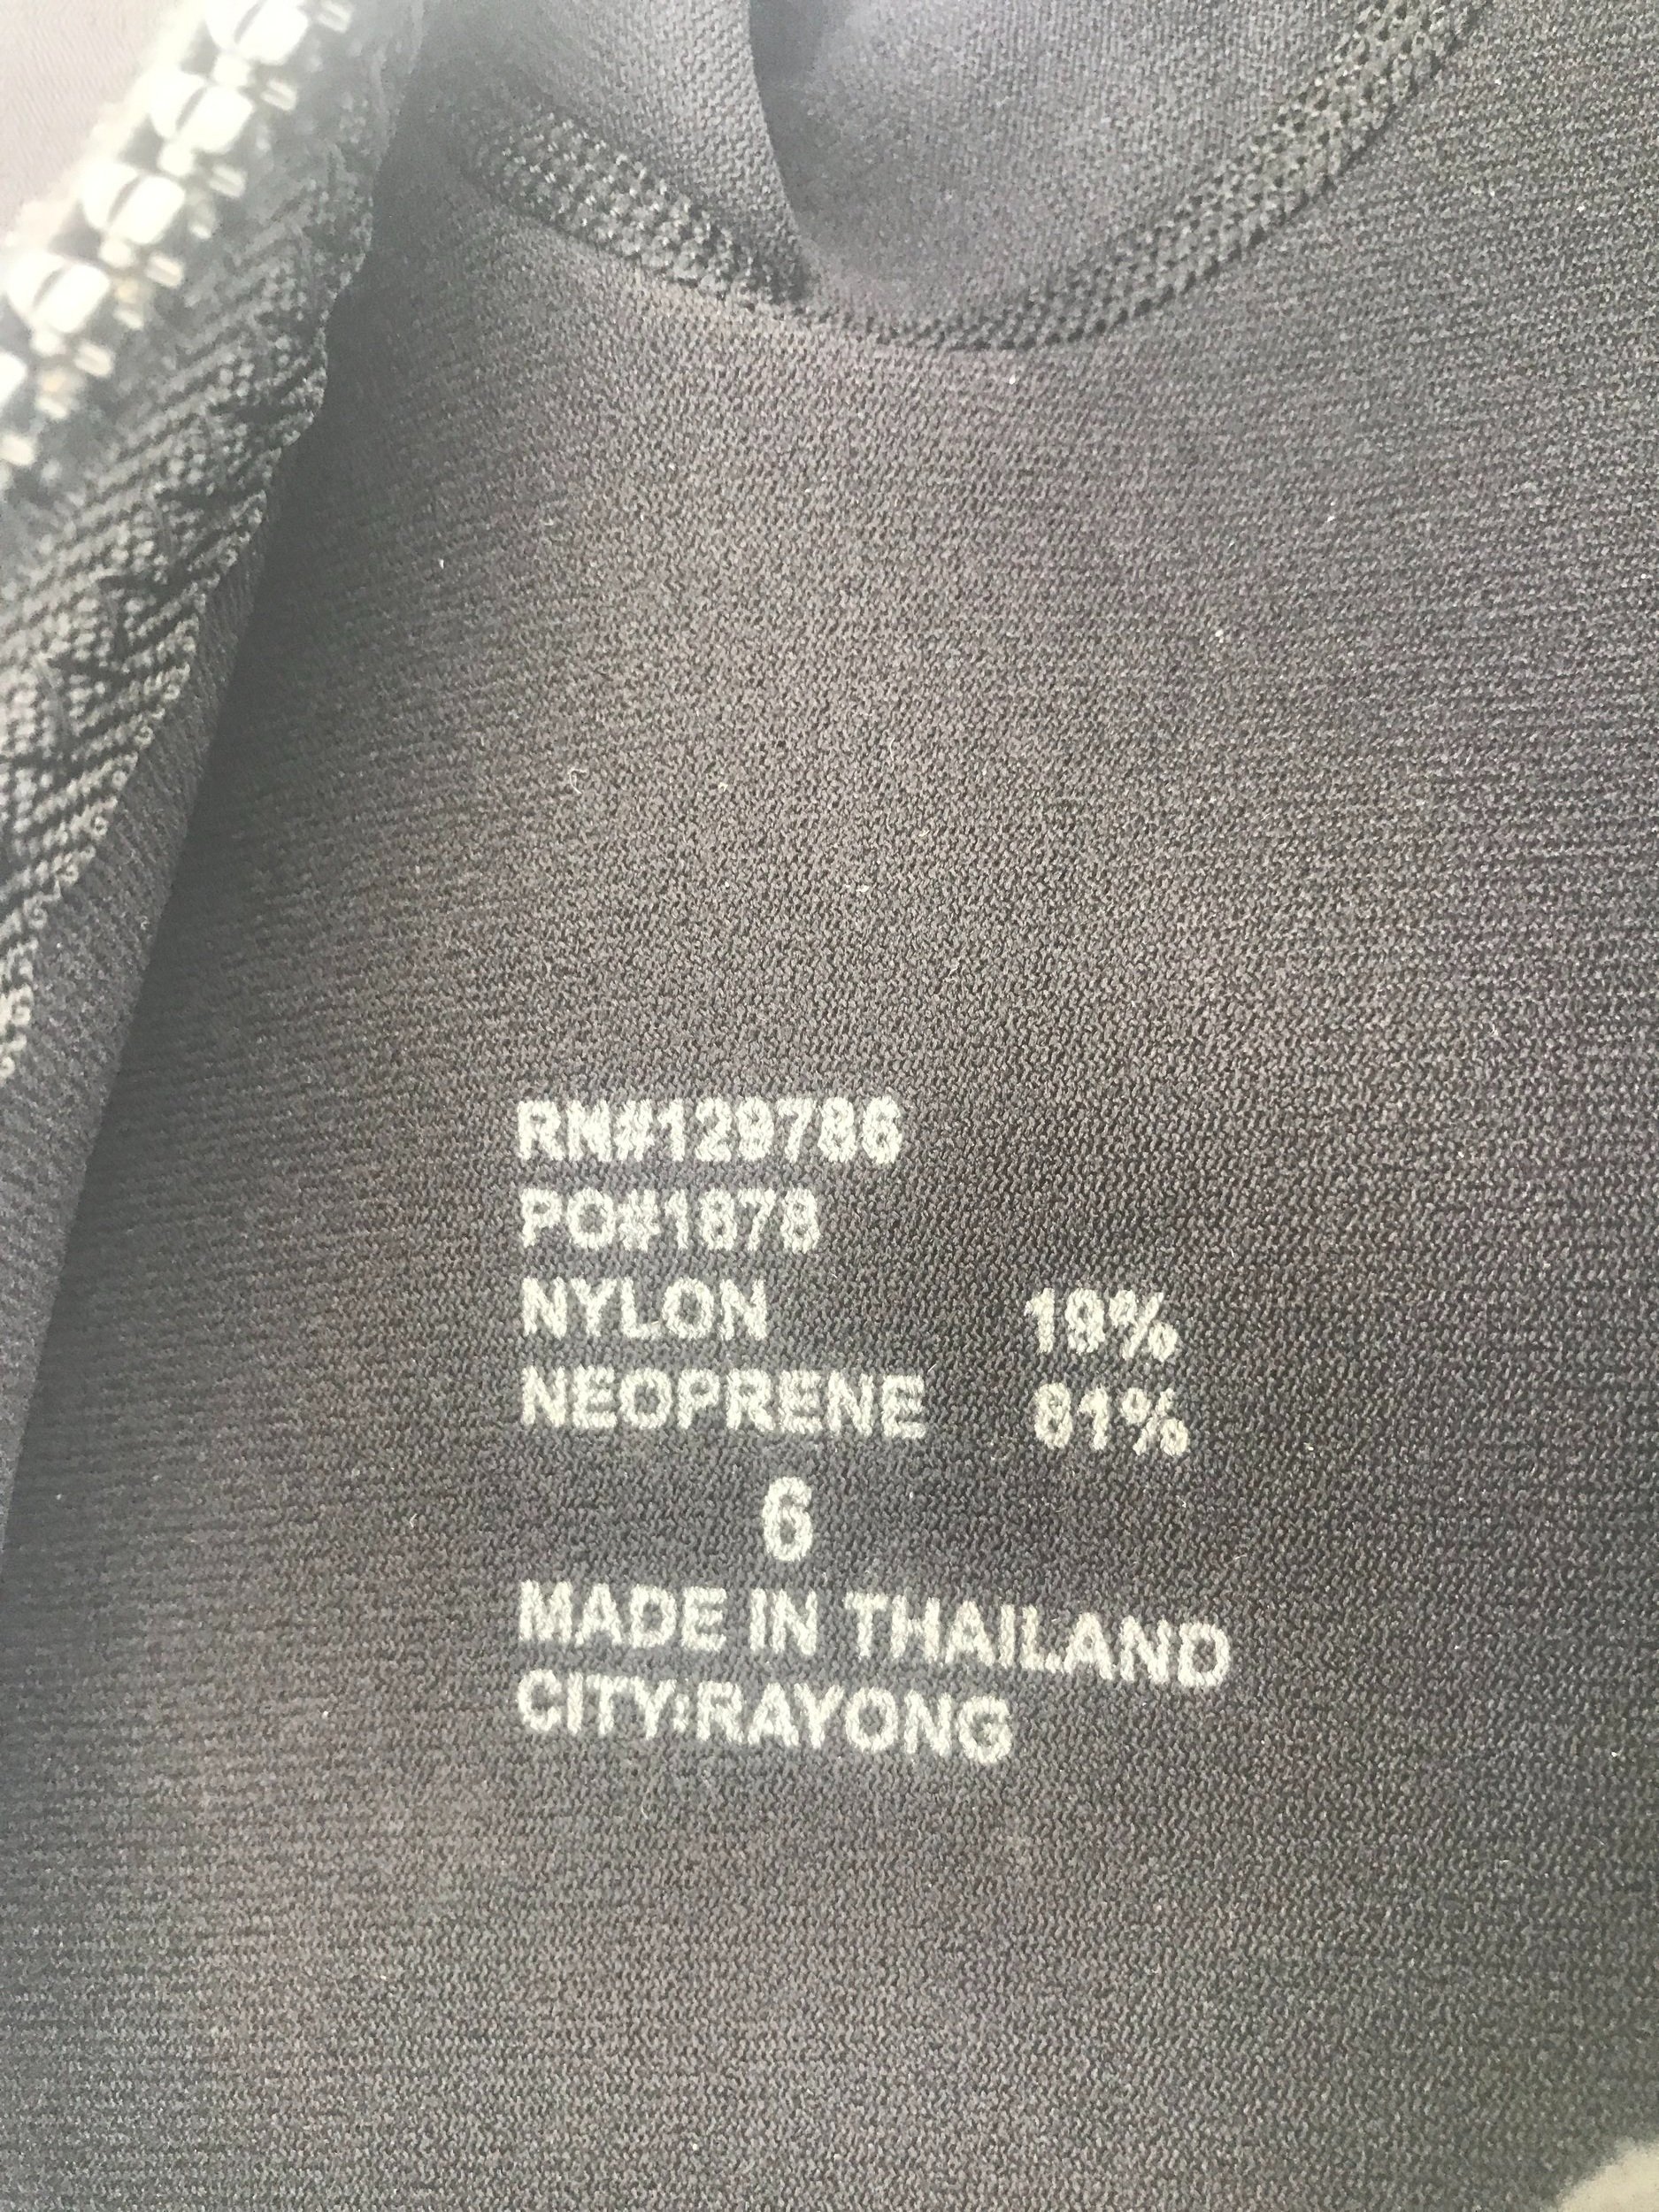 RN#129786
PO#1878
NYLON 19%
NEOPRENE 81%
6
MADE IN THAILAND
CITY:RAYONG